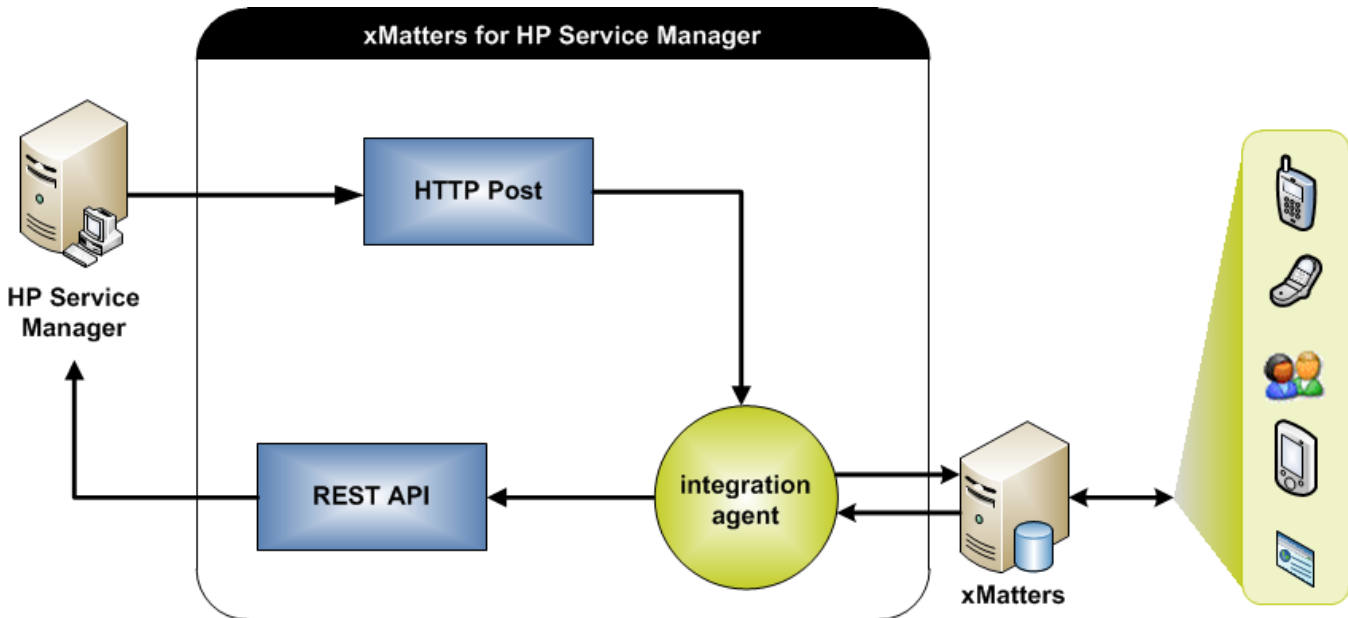 xMatters for HP Service Manager
HTTP Post
HP Service
Manager
REST API
integration
agent
xMatters